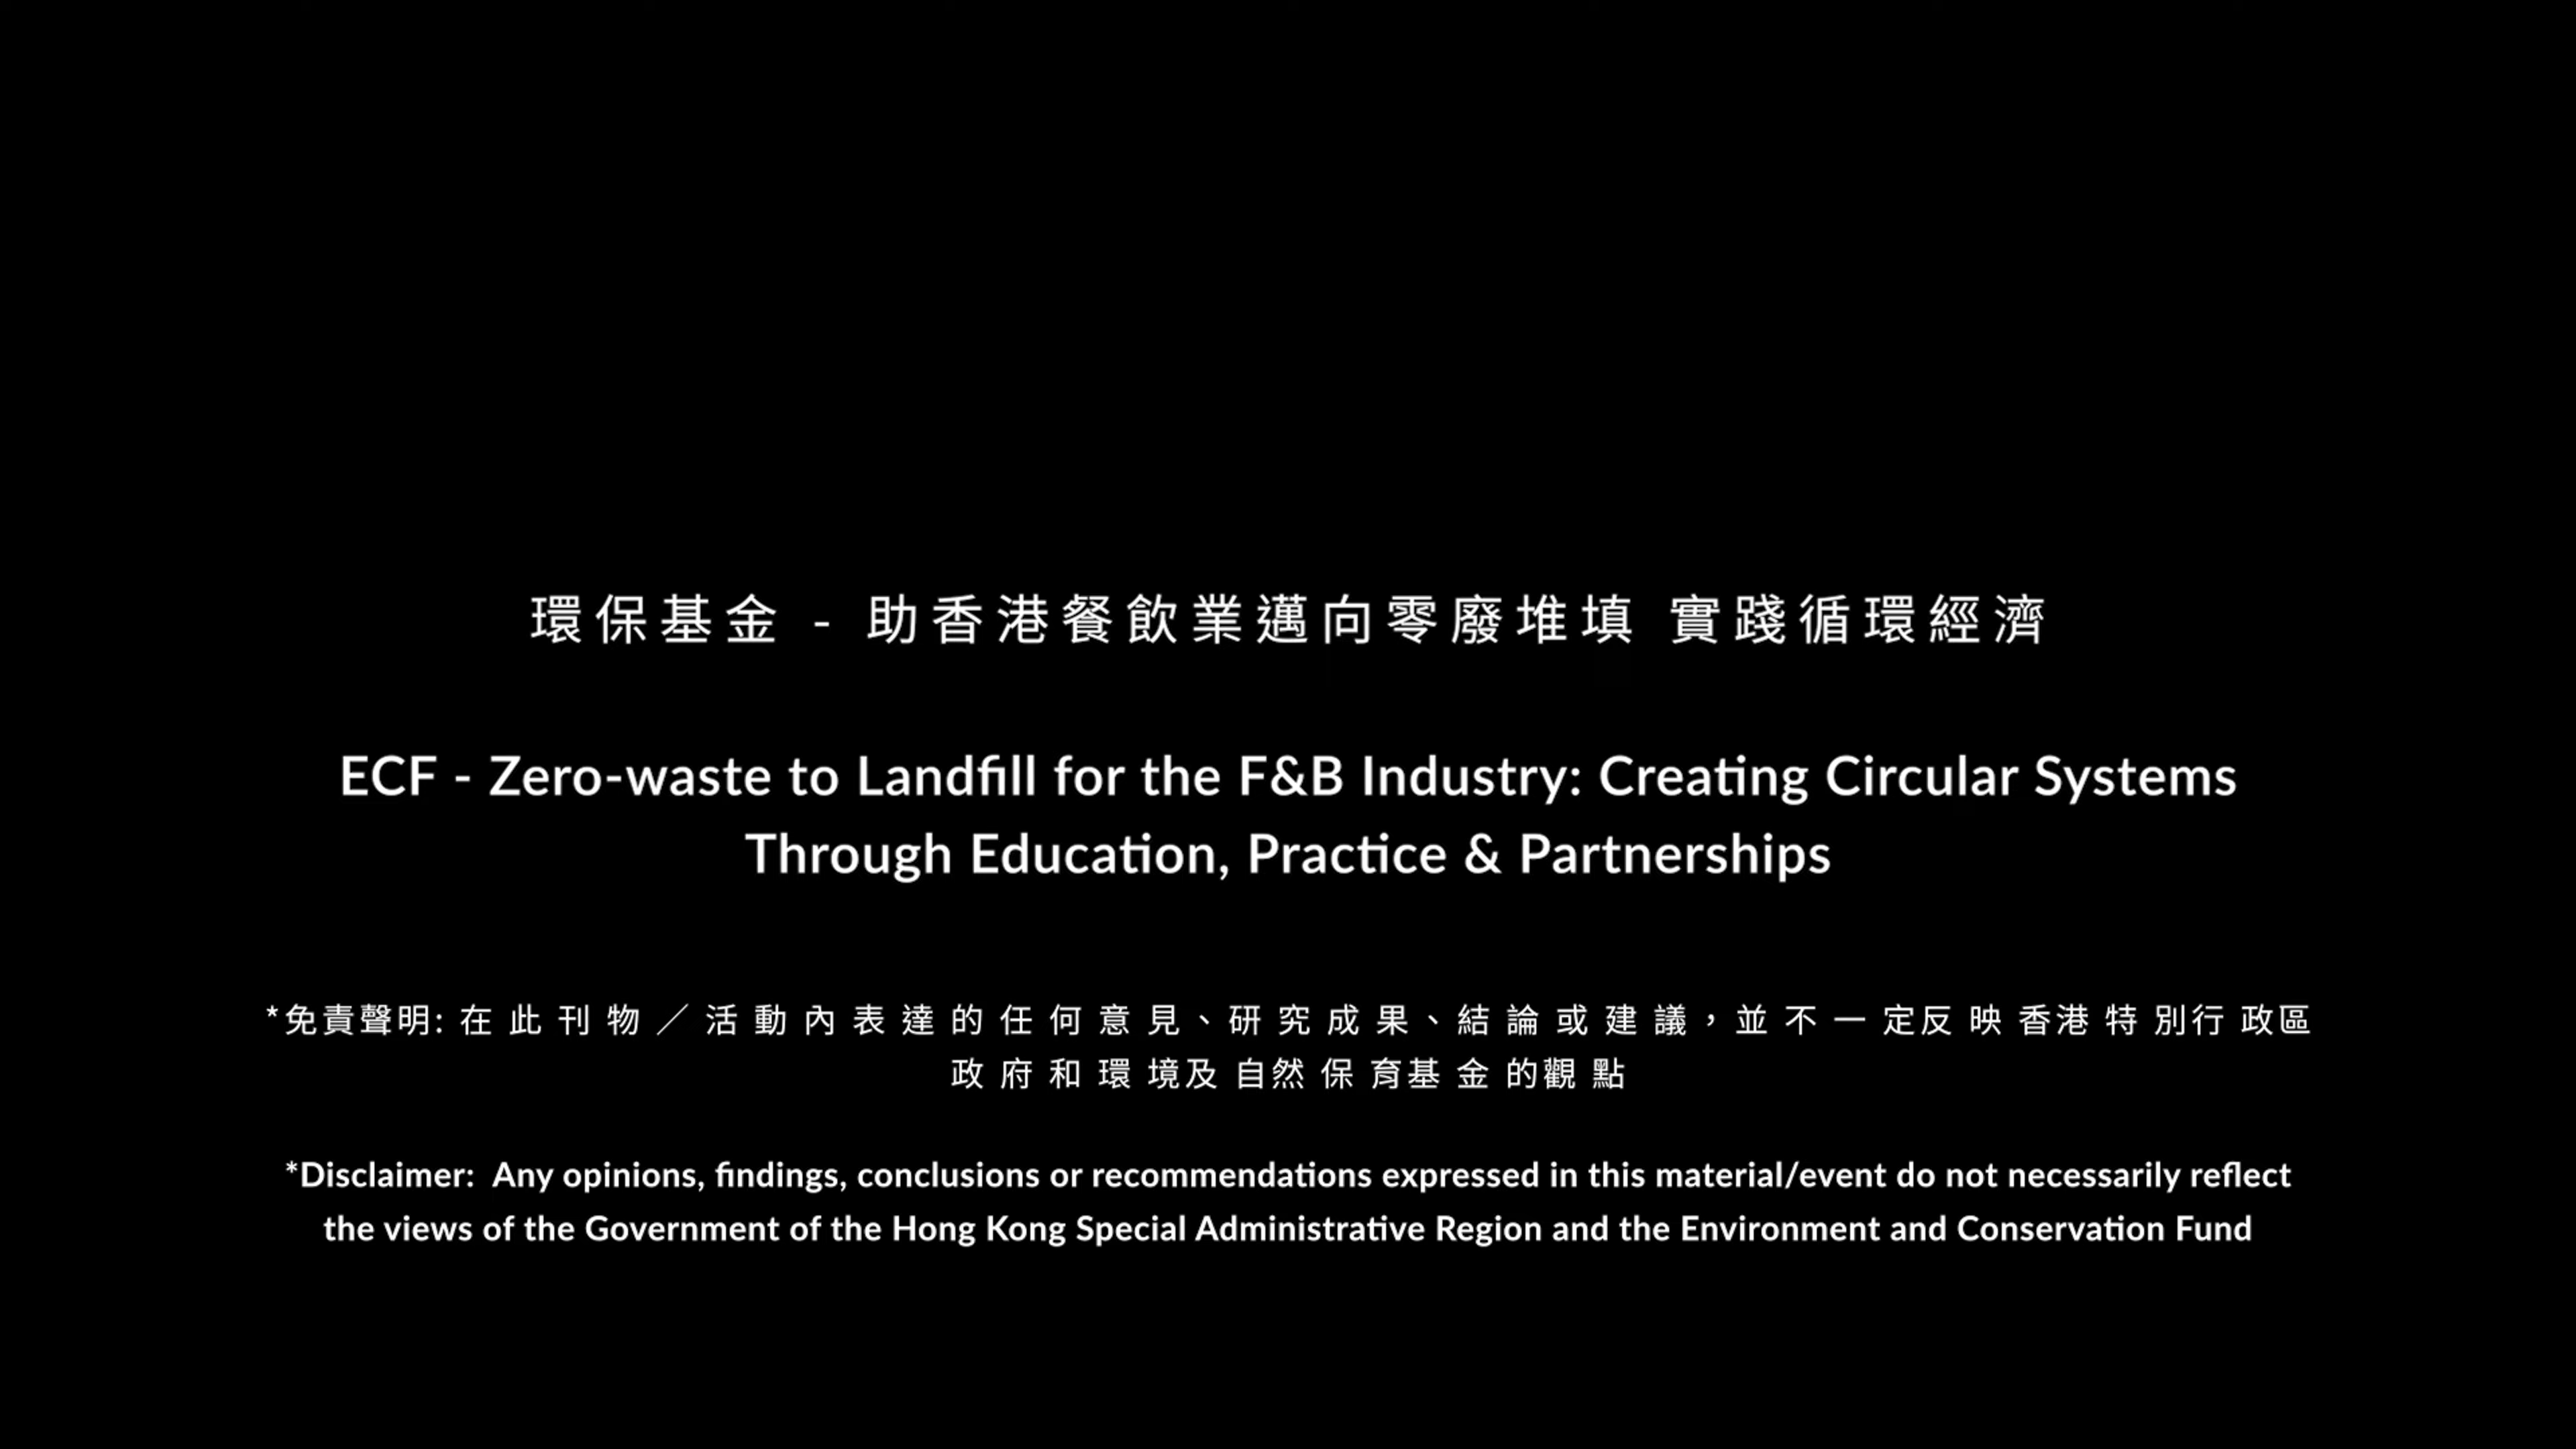 環保基金 - 助香港餐飲業邁向零廢堆填 實踐循環經濟
ECF - Zero-waste to Landfill for the F&B Industry: Creating Circular Systems
Through Education, Practice & Partnerships
*免責聲明: 在此刊物／活動內表達的任何意見、研究成果、結論或建議，並不一定反映香港特別行政區
政府和環境及自然保育基金的觀點
*Disclaimer: Any opinions, findings, conclusions or recommendations expressed in this material/event do not necessarily reflect
the views of the Government of the Hong Kong Special Administrative Region and the Environment and Conservation Fund